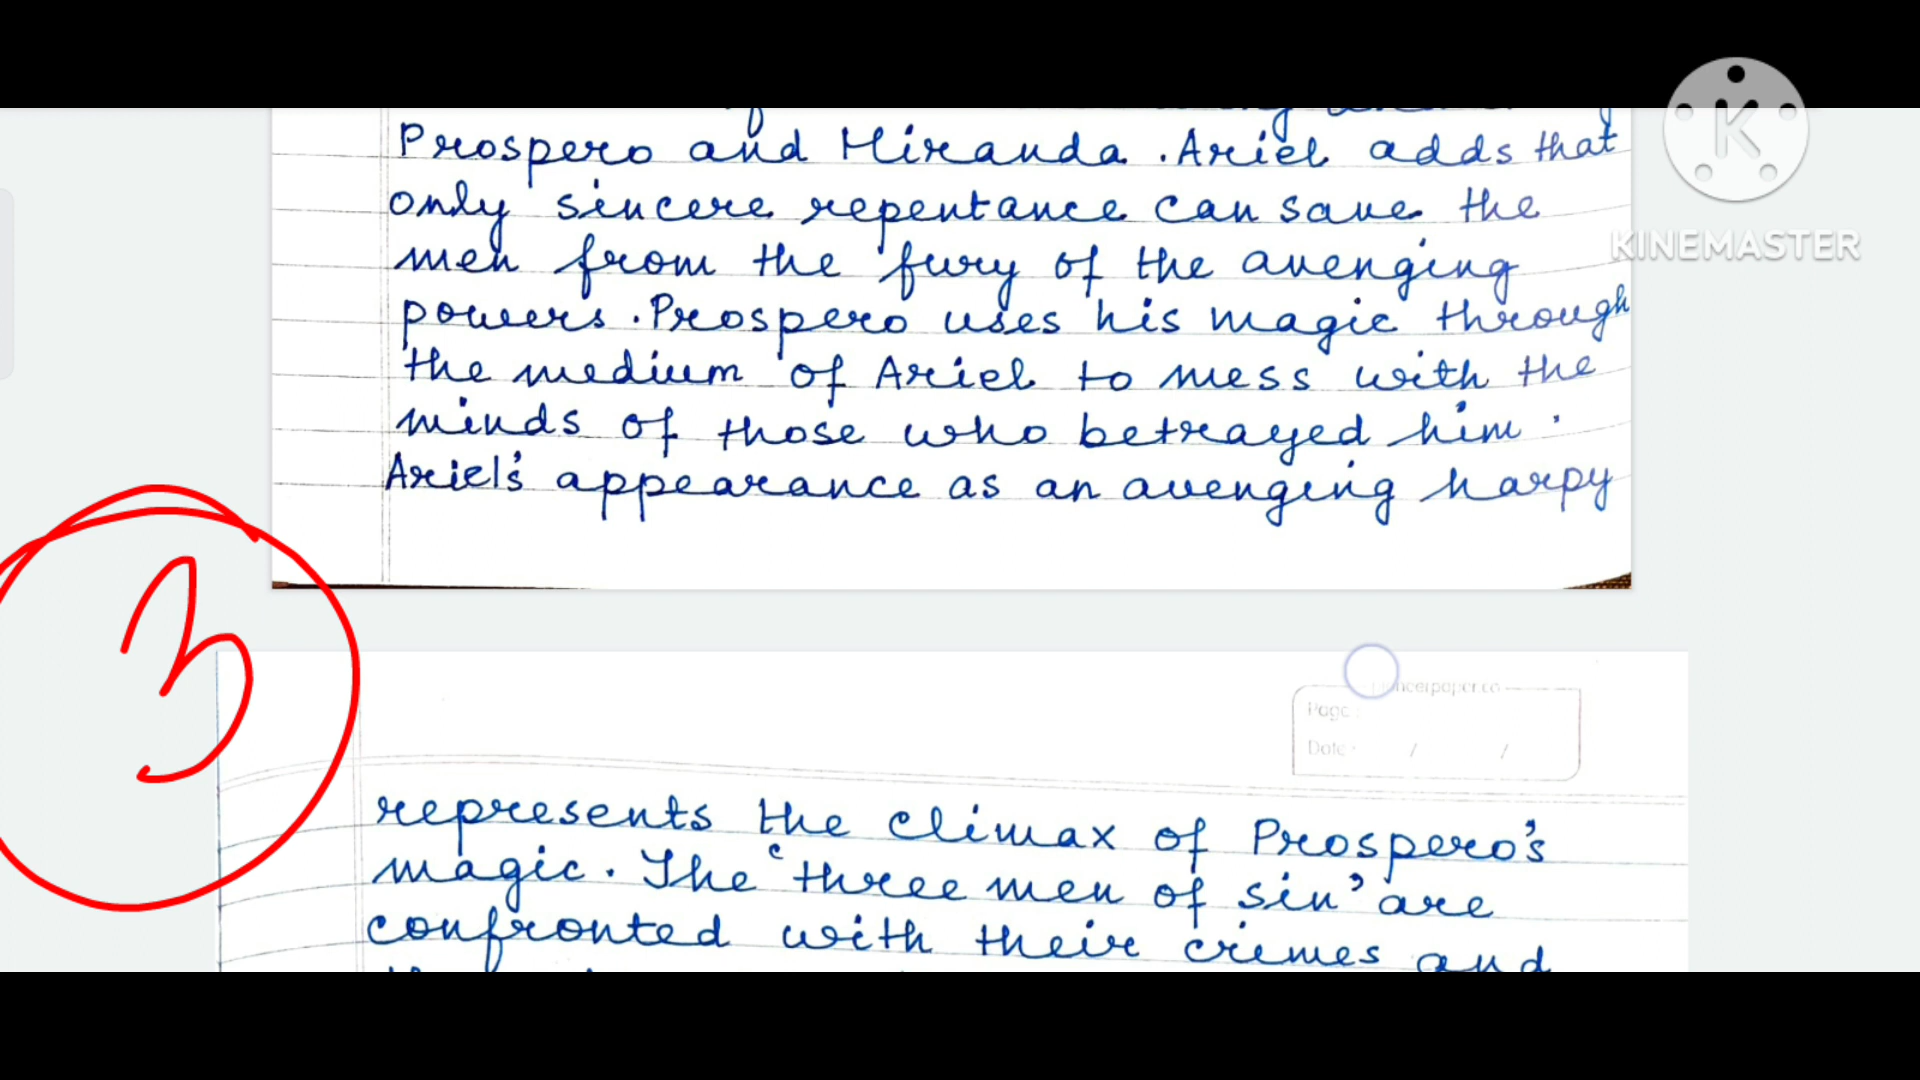 Prospero and Miranda. Ariel adds that
only sincere repentance can save the
men from the fury of the avenging
powers. Prospero uses his magic through
the medium of Ariel to mess with the
minds of those who betrayed him.
Ariel's appearance as an avenging harpy
KINEMASTER
3
Page:
Date: / /
represents the climax of Prospero's
magic. The 'three men of sin' are
confronted with their crimes and